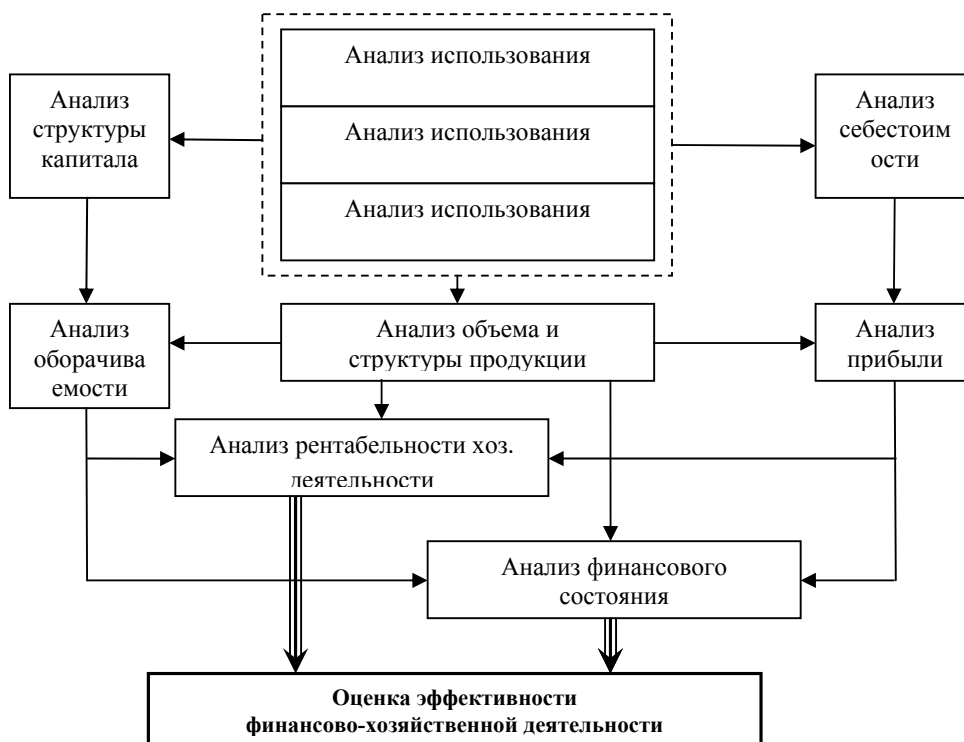 Анализ использования
Анализ
структуры
капитала
Анализ использования
Анализ
себестоим
ости
Анализ использования
Анализ
оборачива
емости
Анализ объема и
структуры продукции
Анализ
прибыли
Анализ рентабельности хоз.
деятельности
Анализ финансового
состояния
Оценка эффективности
финансово-хозяйственной деятельности